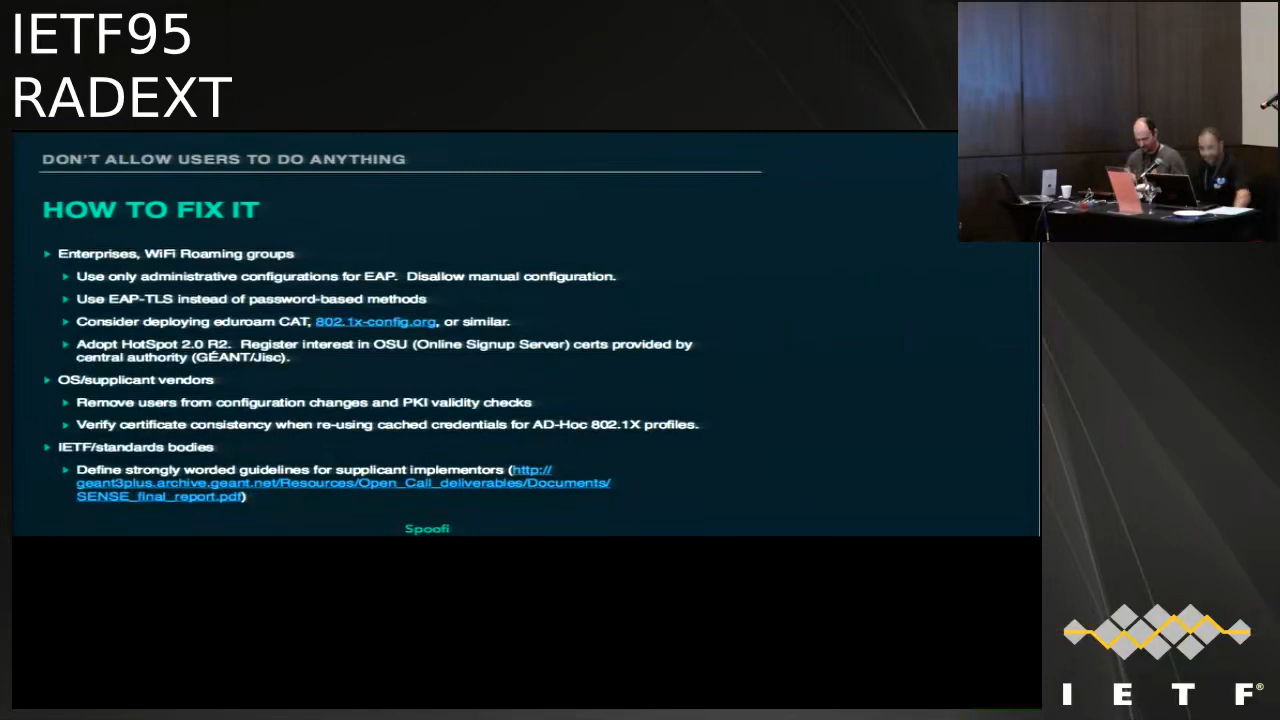 IETF95
RADEXT
DON'T ALLOW USERS TO DO ANYTHING
HOW TO FIX IT
Enterprises, WiFi Roaming groups
Use only administrative configurations for EAP. Disallow manual configuration.
Use EAP-TLS instead of password-based methods
Consider deploying eduroam CAT, 802.1x-config.org, or similar.
Adopt HotSpot 2.0 R2. Register interest in OSU (Online Signup Server) certs provided by
central authority (GÉANT/Jisc).
OS/supplicant vendors
Remove users from configuration changes and PKI validity checks
Verify certificate consistency when re-using cached credentials for AD-Hoc 802.1X profiles.
IETF/standards bodies
Define strongly worded guidelines for supplicant implementors (http://
geant3plus.archive.geant.net/Resources/Open_Call_deliverables/Documents/
SENSE_final_report.pdf)
Spoofi
I E T F®